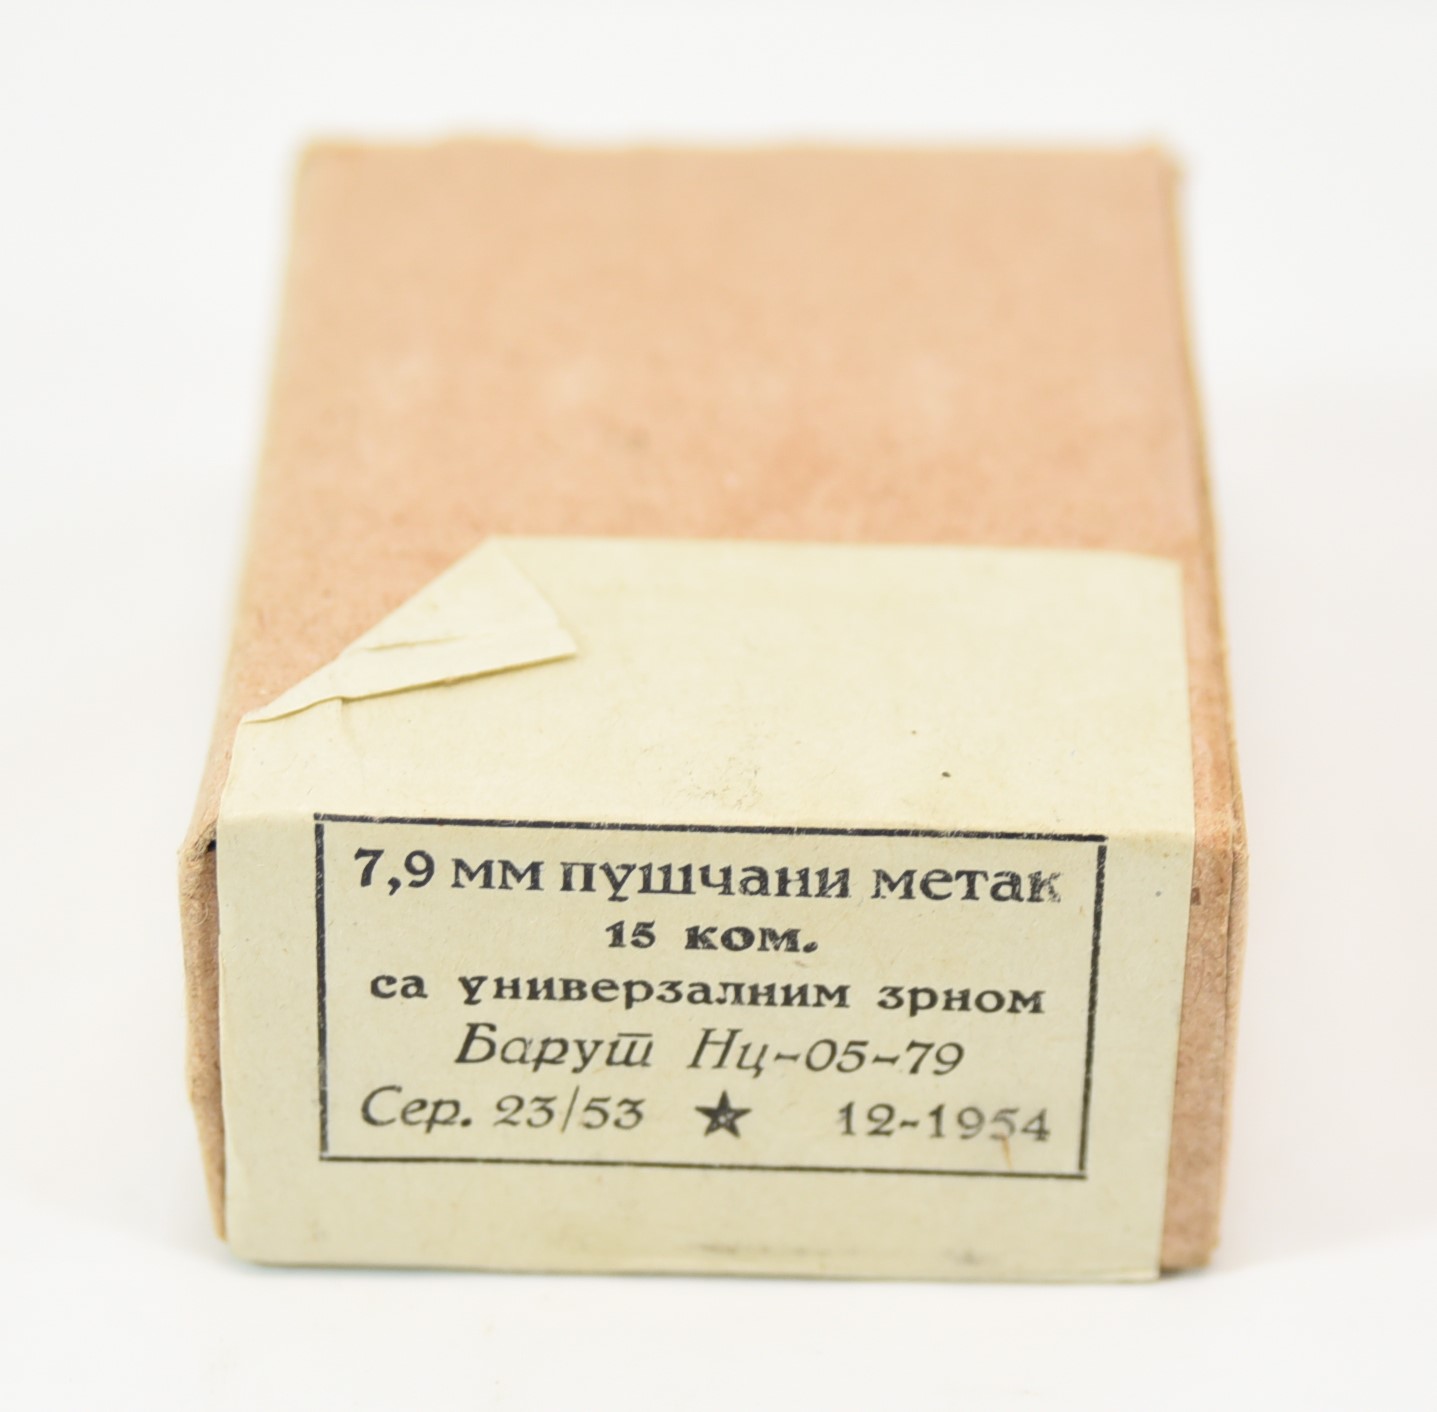 7,9 мм пушчани метак
15 ком.
са универзалним зрном
Барут Нц-05-79
Сер. 23/53 ★ 12-1954